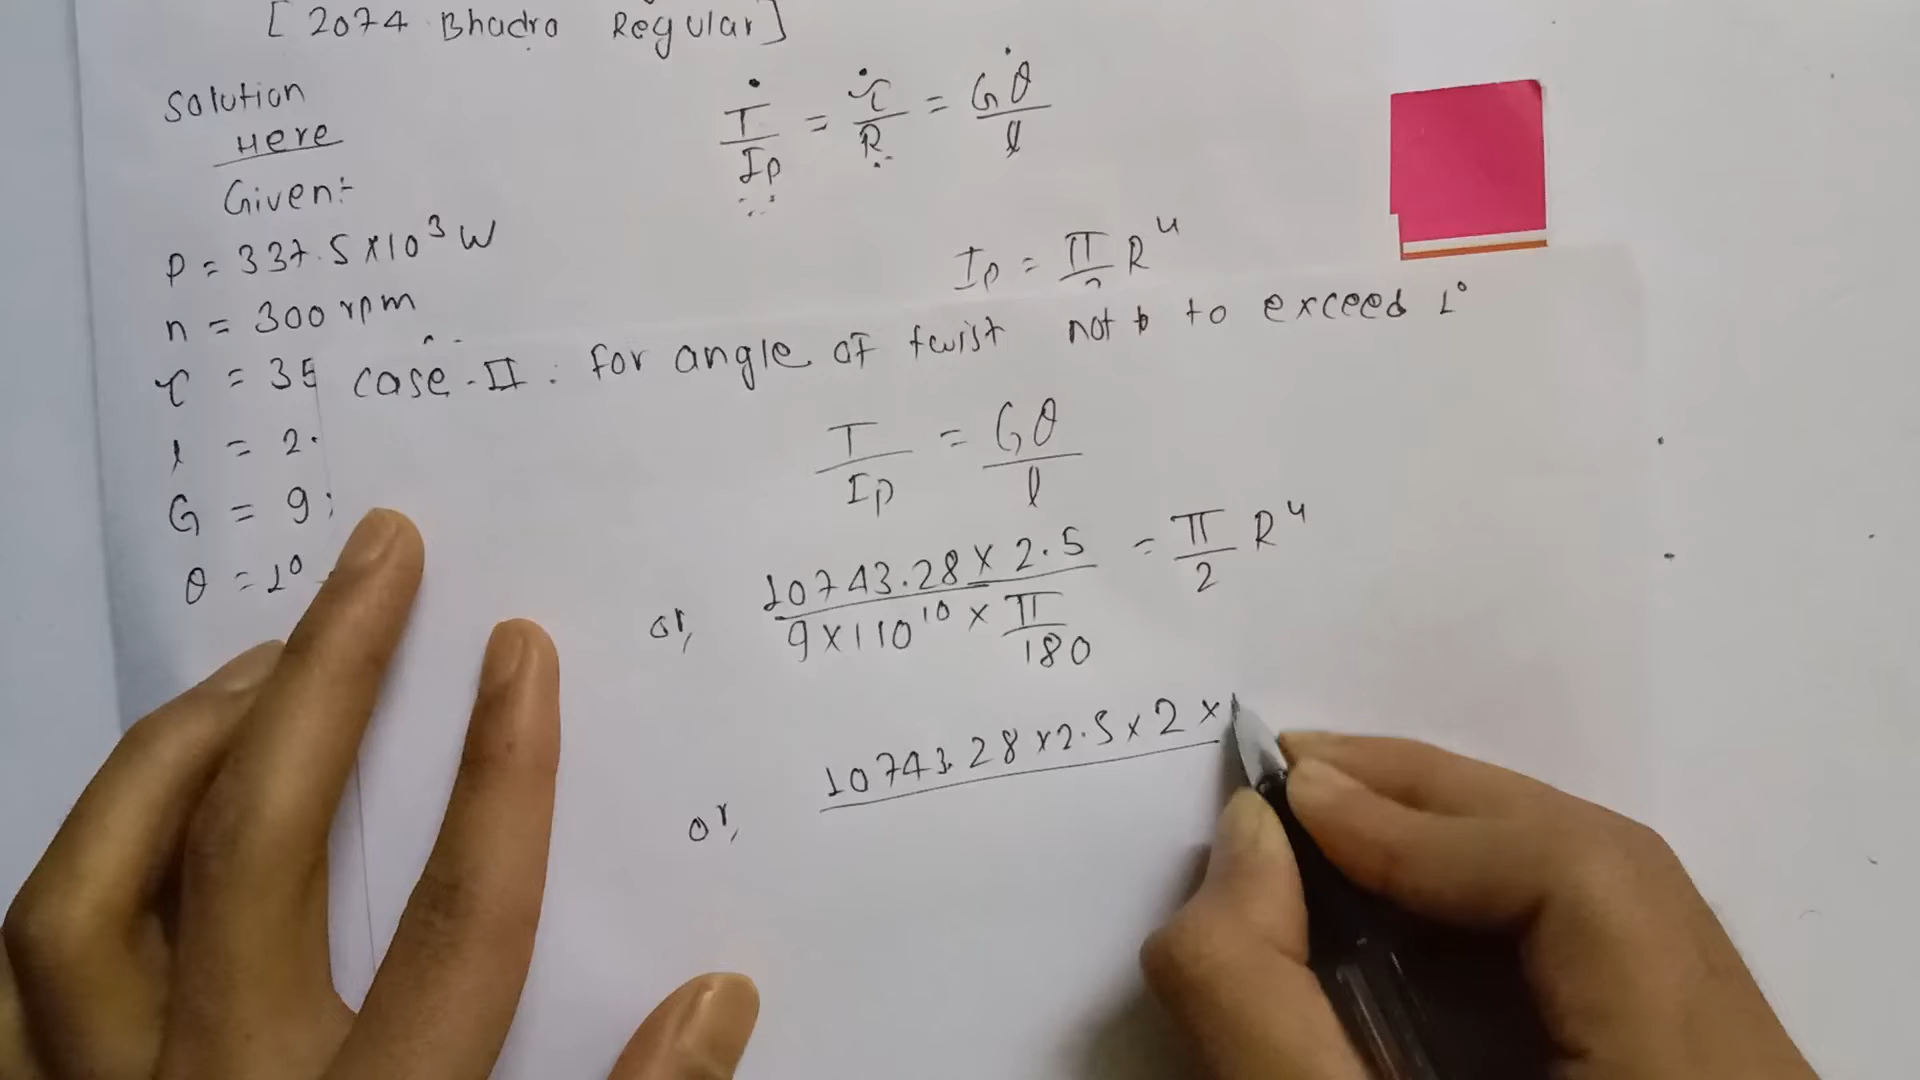 [ 2074 Bhadra Regular]
Solution
Here
Given:-
P = 337.5 x 10³ W
n = 300 rpm
τ = 35
l = 2.
G = 9
θ = 1°
T/Ip = τ/R = Gθ/l
Ip = π/2 R⁴
case-II : for angle of twist not to exceed 1°
T/Ip = Gθ/l
or, 10743.28 x 2.5 / 9 x 1 10¹⁰ x π/180 = π/2 R⁴
or, 10743.28 x 2.5 x 2 x